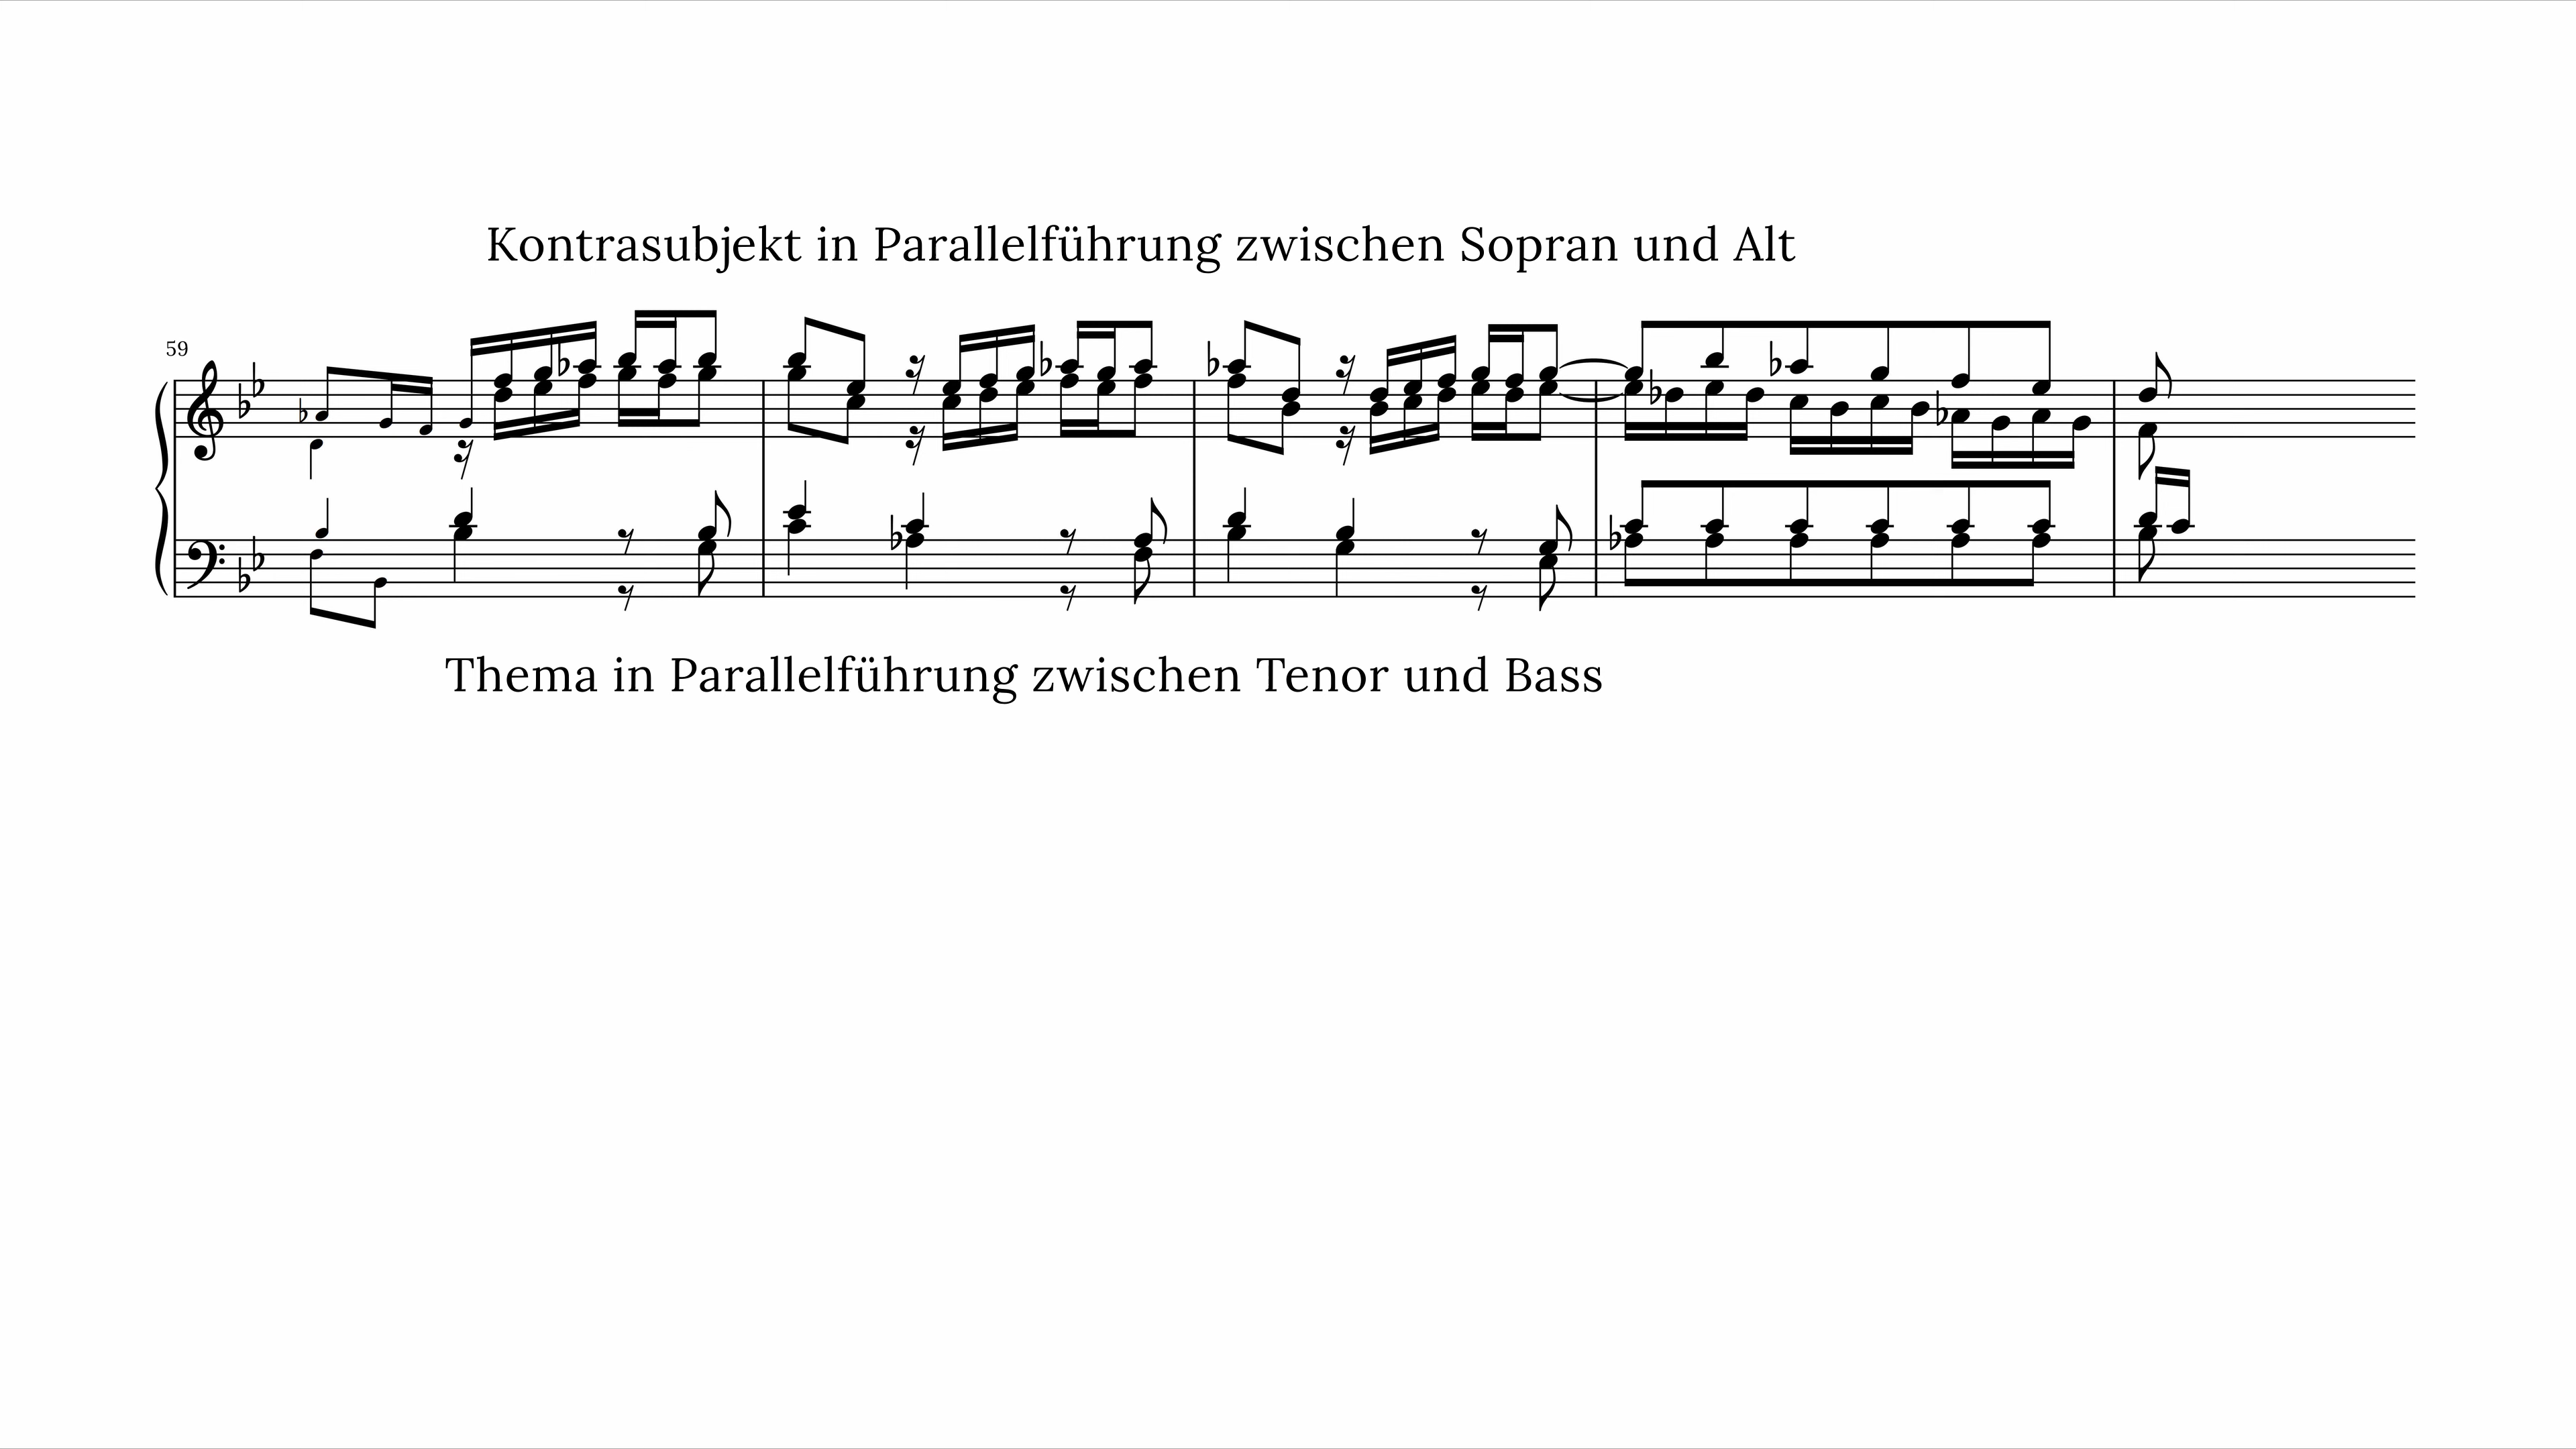 Kontrasubjekt in Parallelführung zwischen Sopran und Alt
59
Thema in Parallelführung zwischen Tenor und Bass